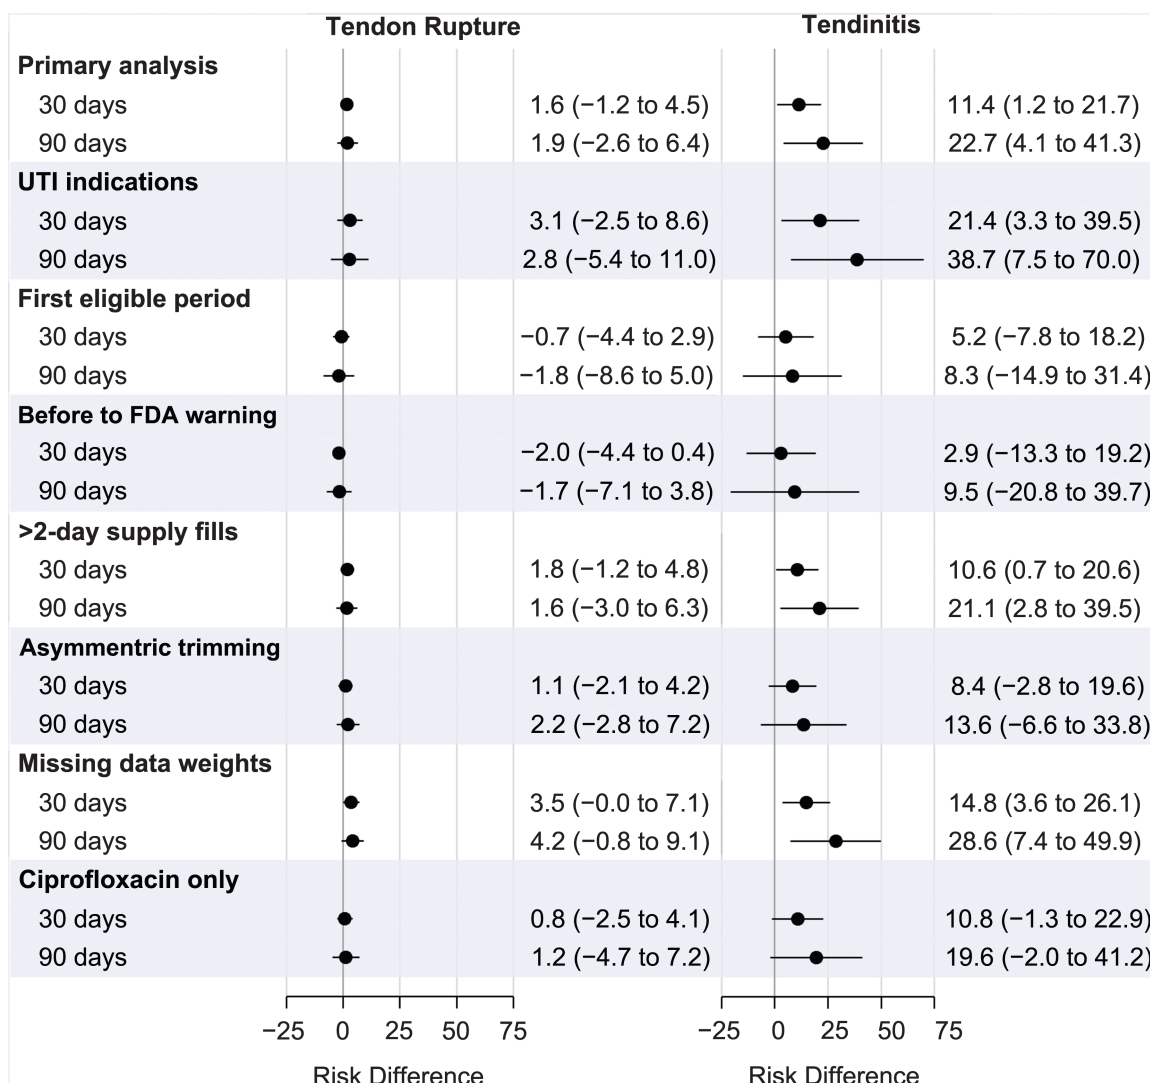 Tendon Rupture Tendinitis
Primary analysis
30 days 1.6 (−1.2 to 4.5) 11.4 (1.2 to 21.7)
90 days 1.9 (−2.6 to 6.4) 22.7 (4.1 to 41.3)
UTI indications
30 days 3.1 (−2.5 to 8.6) 21.4 (3.3 to 39.5)
90 days 2.8 (−5.4 to 11.0) 38.7 (7.5 to 70.0)
First eligible period
30 days −0.7 (−4.4 to 2.9) 5.2 (−7.8 to 18.2)
90 days −1.8 (−8.6 to 5.0) 8.3 (−14.9 to 31.4)
Before to FDA warning
30 days −2.0 (−4.4 to 0.4) 2.9 (−13.3 to 19.2)
90 days −1.7 (−7.1 to 3.8) 9.5 (−20.8 to 39.7)
>2-day supply fills
30 days 1.8 (−1.2 to 4.8) 10.6 (0.7 to 20.6)
90 days 1.6 (−3.0 to 6.3) 21.1 (2.8 to 39.5)
Asymmentric trimming
30 days 1.1 (−2.1 to 4.2) 8.4 (−2.8 to 19.6)
90 days 2.2 (−2.8 to 7.2) 13.6 (−6.6 to 33.8)
Missing data weights
30 days 3.5 (−0.0 to 7.1) 14.8 (3.6 to 26.1)
90 days 4.2 (−0.8 to 9.1) 28.6 (7.4 to 49.9)
Ciprofloxacin only
30 days 0.8 (−2.5 to 4.1) 10.8 (−1.3 to 22.9)
90 days 1.2 (−4.7 to 7.2) 19.6 (−2.0 to 41.2)
−25 0 25 50 75 −25 0 25 50 75
Risk Difference Risk Difference